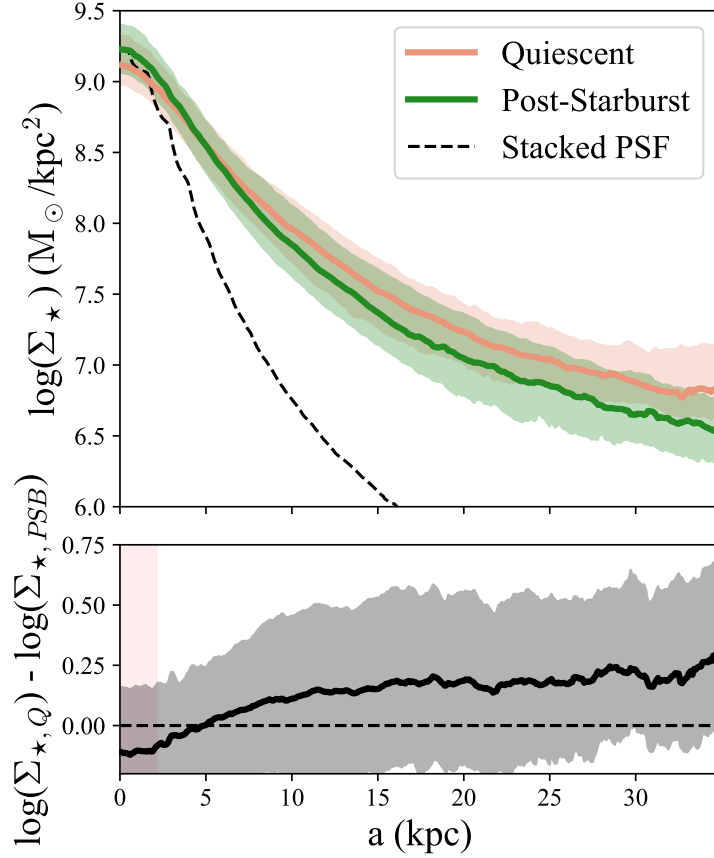 9.5
9.0
8.5
8.0
7.5
7.0
6.5
6.0
log(Σ⋆) (M⊙/kpc²)
Quiescent
Post-Starburst
Stacked PSF
0.75
0.50
0.25
0.00
log(Σ⋆,Q) - log(Σ⋆,PSB)
0 5 10 15 20 25 30
a (kpc)